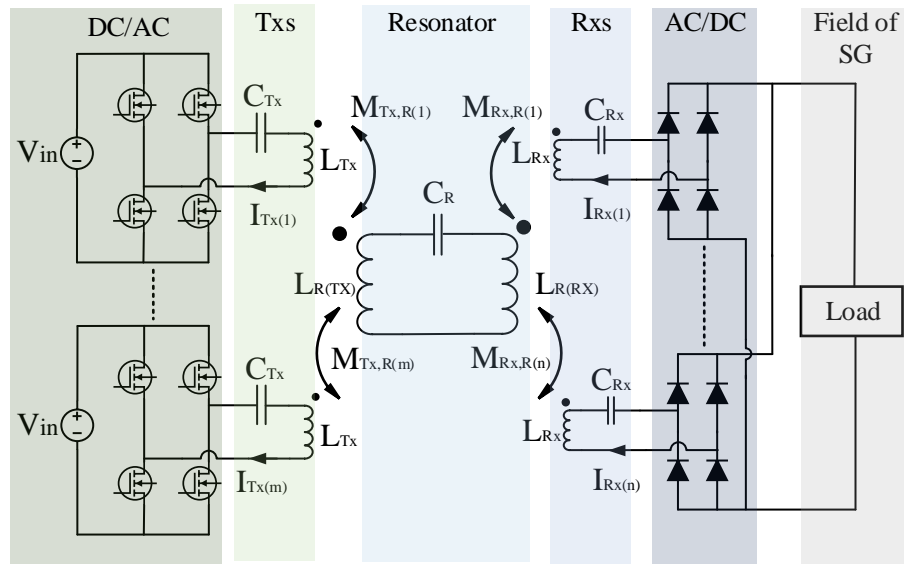 DC/AC
Txs
Resonator
Rxs
AC/DC
Field of
SG
CTx
MTx,R(1)
MRx,R(1)
CRx
Vin
LTx
LRx
CR
ITx(1)
IRx(1)
LR(TX)
LR(RX)
Load
MTx,R(m)
MRx,R(n)
CTx
CRx
Vin
LTx
LRx
ITx(m)
IRx(n)